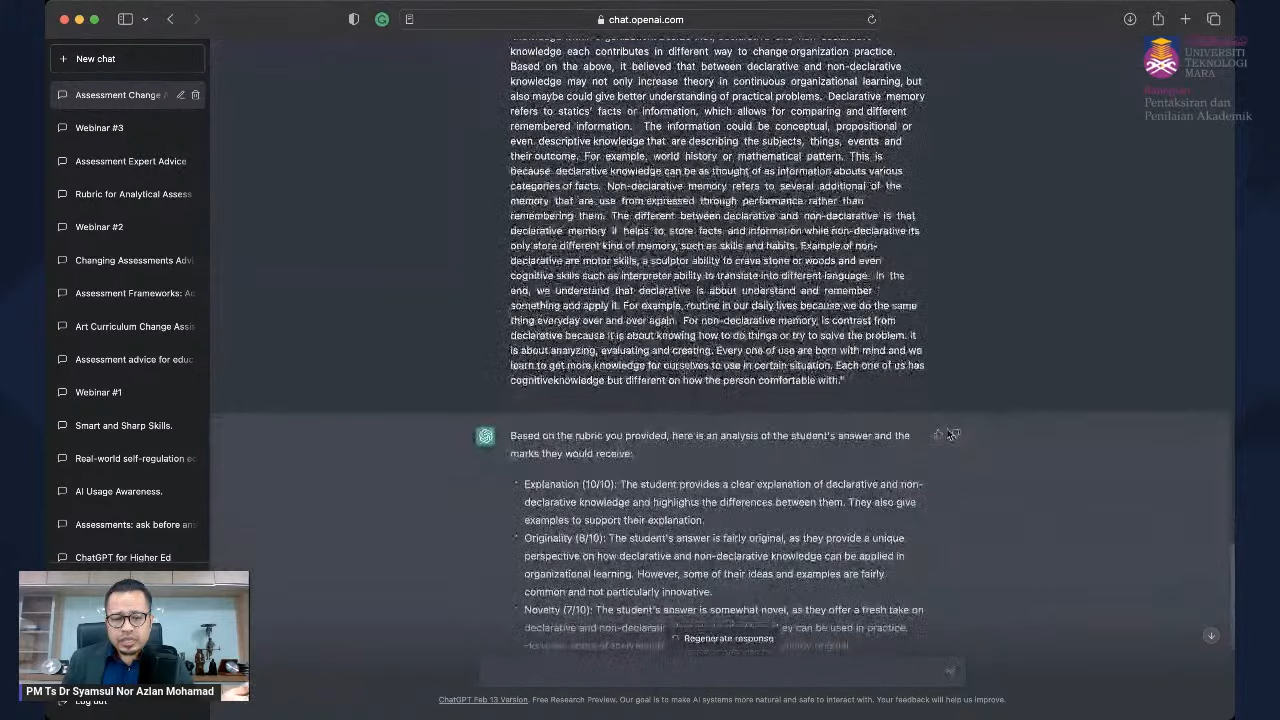 chat.openai.com
New chat
Assessment Change A
Webinar #3
Assessment Expert Advice
Rubric for Analytical Assess
Webinar #2
Changing Assessments Advi
Assessment Frameworks: Ac
Art Curriculum Change Assis
Assessment advice for educ
Webinar #1
Smart and Sharp Skills.
Real-world self-regulation ec
AI Usage Awareness.
Assessments: ask before an
ChatGPT for Higher Ed
Log out
knowledge each contributes in different way to change organization practice.
Based on the above, it believed that between declarative and non-declarative
knowledge may not only increase theory in continuous organizational learning, but
also maybe could give better understanding of practical problems. Declarative memory
refers to statics' facts or information, which allows for comparing and different
remembered information. The information could be conceptual, propositional or
even descriptive knowledge that are describing the subjects, things, events and
their outcome. For example, world history or mathematical pattern. This is
because declarative knowledge can be as thought of as information abouts various
categories of facts. Non-declarative memory refers to several additional of the
memory that are use from expressed through performance rather than
remembering them. The different between declarative and non-declarative is that
declarative memory it helps to store facts and information while non-declarative its
only store different kind of memory, such as skills and habits. Example of non-
declarative are motor skills, a sculptor ability to crave stone or woods and even
cognitive skills such as interpreter ability to translate into different language. In the
end, we understand that declarative is about understand and remember
something and apply it. For example, routine in our daily lives because we do the same
thing everyday over and over again. For non-declarative memory, is contrast from
declarative because it is about knowing how to do things or try to solve the problem. It
is about anaryzing, evaluating and creating. Every one of use are born with mind and we
learn to get more knowledge for ourselves to use in certain situation. Each one of us has
cognitiveknowledge but different on how the person comfortable with."
Based on the rubric you provided, here is an analysis of the student's answer and the
marks they would receive:
Explanation (10/10): The student provides a clear explanation of declarative and non-
declarative knowledge and highlights the differences between them. They also give
examples to support their explanation.
Originality (8/10): The student's answer is fairly original, as they provide a unique
perspective on how declarative and non-declarative knowledge can be applied in
organizational learning. However, some of their ideas and examples are fairly
common and not particularly innovative.
Novelty (7/10): The student's answer is somewhat novel, as they offer a fresh take on
declarative and non-declarati ey can be used in practice.
Regenerate response
ChatGPT Feb 13 Version. Free Research Preview. Our goal is to make AI systems more natural and safe to interact with. Your feedback will help us improve.
UNIVERSITI
TEKNOLOGI
MARA
Bahagian
Pentaksiran dan
Penilaian Akademik
PM Ts Dr Syamsul Nor Azlan Mohamad